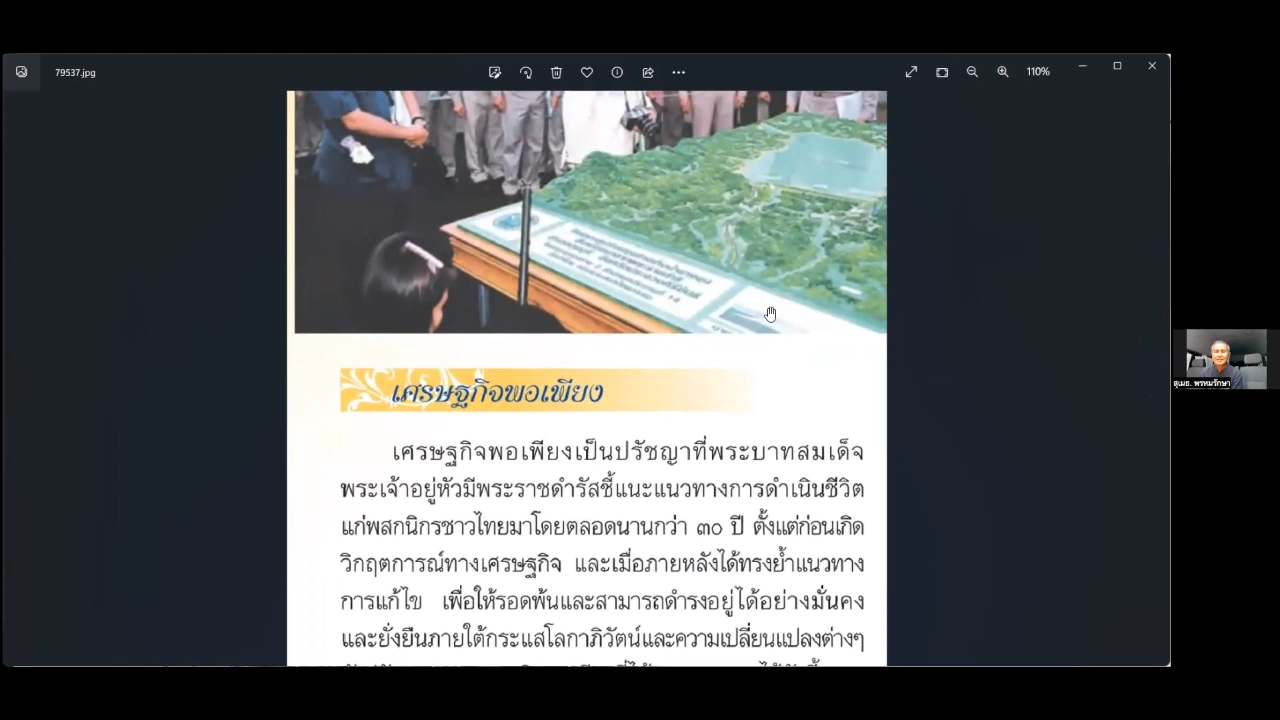 79537.jpg
110%
เศรษฐกิจพอเพียง
เศรษฐกิจพอเพียงเป็นปรัชญาที่พระบาทสมเด็จ
พระเจ้าอยู่หัวมีพระราชดำรัสชี้แนะแนวทางการดำเนินชีวิต
แก่พสกนิกรชาวไทยมาโดยตลอดนานกว่า ๓๐ ปี ตั้งแต่ก่อนเกิด
วิกฤตการณ์ทางเศรษฐกิจ และเมื่อภายหลังได้ทรงย้ำแนวทาง
การแก้ไข เพื่อให้รอดพ้นและสามารถดำรงอยู่ได้อย่างมั่นคง
และยั่งยืนภายใต้กระแสโลกาภิวัตน์และความเปลี่ยนแปลงต่างๆ
สุเมธ. พรหมรักษา